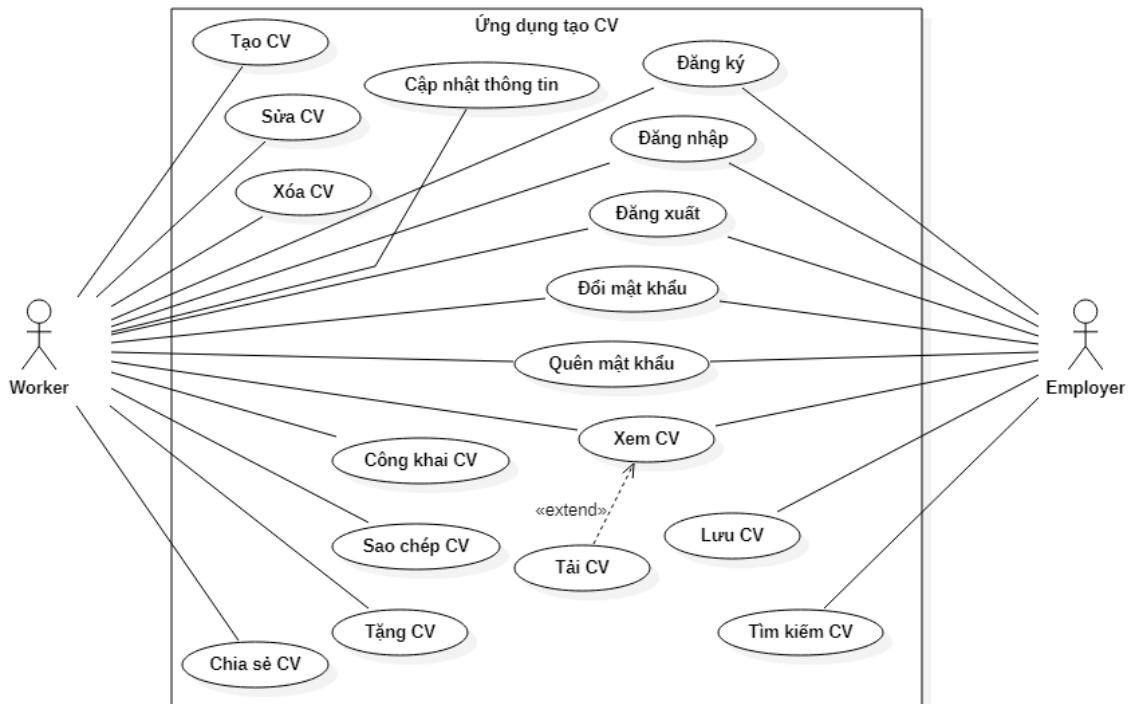 Ứng dụng tạo CV
Tạo CV
Cập nhật thông tin
Đăng ký
Sửa CV
Đăng nhập
Xóa CV
Đăng xuất
Đổi mật khẩu
Quên mật khẩu
Worker
Employer
Xem CV
Công khai CV
«extend»
Lưu CV
Sao chép CV
Tải CV
Tặng CV
Tìm kiếm CV
Chia sẻ CV